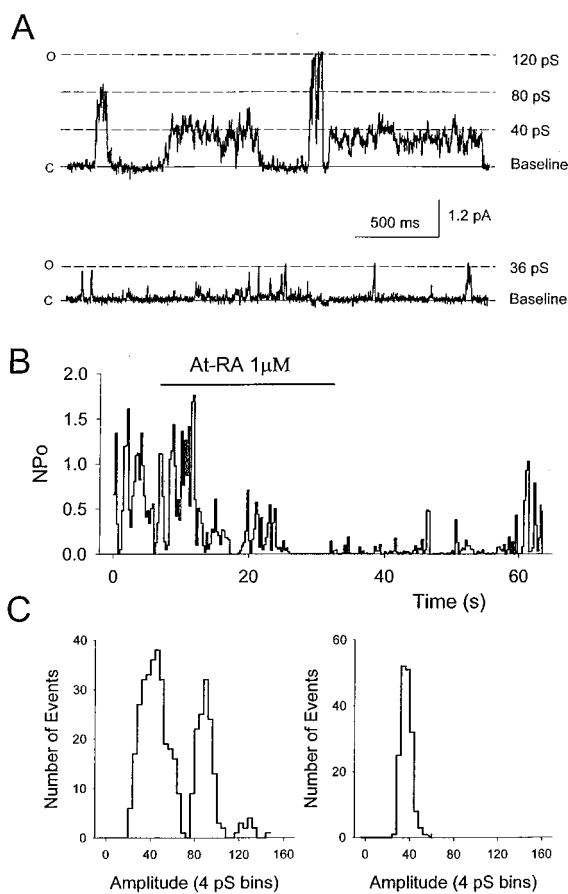 A
O
120 pS
80 pS
40 pS
C
Baseline
500 ms
1.2 pA
O
36 pS
C
Baseline
B
At-RA 1μM
2.0
1.5
1.0
0.5
0.0
NPo
0
20
40
60
Time (s)
C
40
30
20
10
0
Number of Events
0
40
80
120
160
Amplitude (4 pS bins)
60
40
20
0
Number of Events
0
40
80
120
160
Amplitude (4 pS bins)